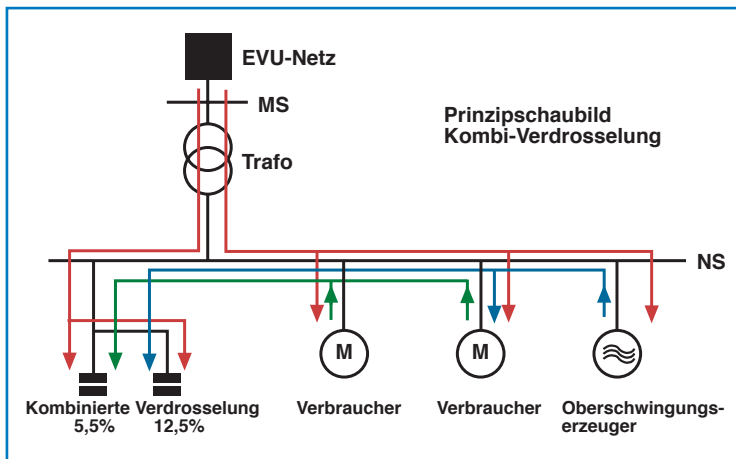 EVU-Netz
MS
Prinzipschaubild
Kombi-Verdrosselung
Trafo
NS
M
M
Kombinierte Verdrosselung
5,5% 12,5%
Verbraucher
Verbraucher
Oberschwingungs-
erzeuger